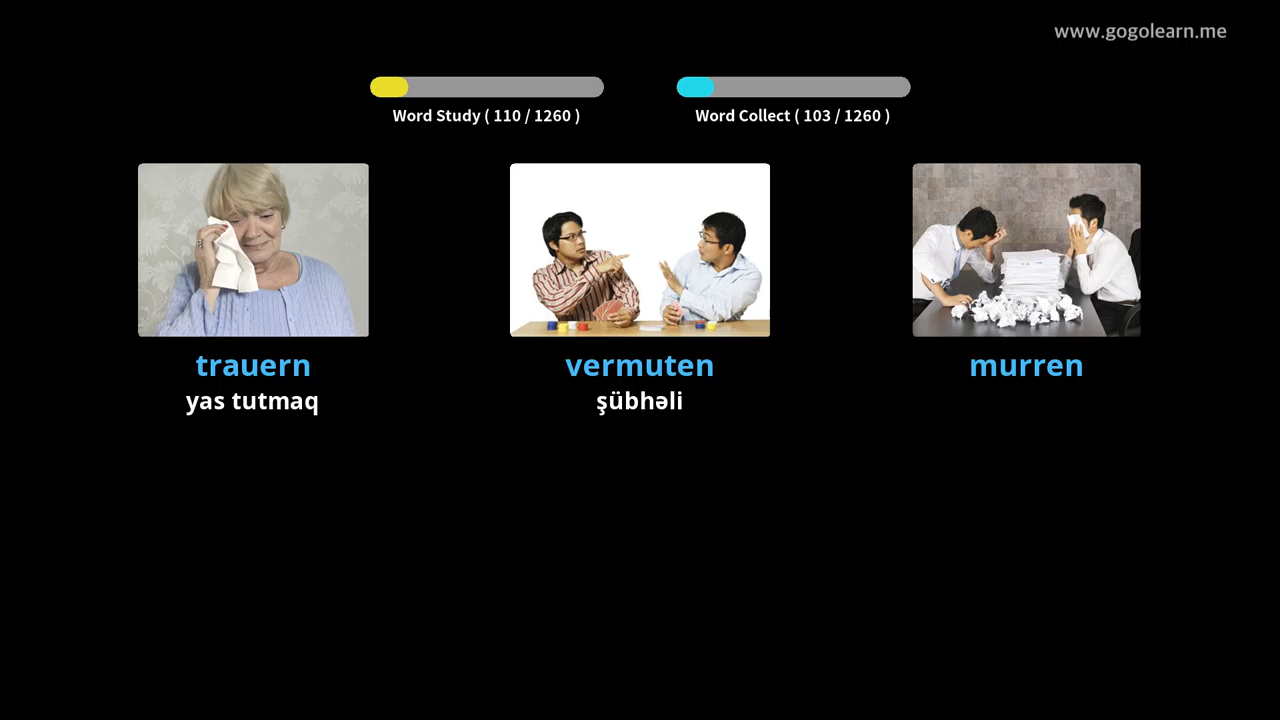 www.gogolearn.me
Word Study ( 110 / 1260 )
Word Collect ( 103 / 1260 )
trauern
yas tutmaq
vermuten
şübhəli
murren